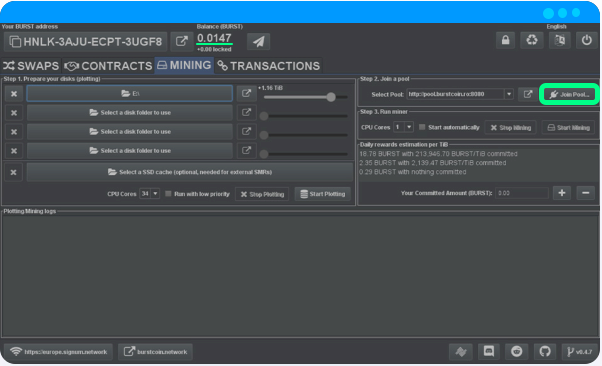 Your BURST address
Balance (BURST)
English
HNLK-3AJU-ECPT-3UGF8
0.0147
+0.00 locked
SWAPS
CONTRACTS
MINING
TRANSACTIONS
Step 1. Prepare your disks (plotting)
E:\
+1.16 TiB
Select a disk folder to use
Select a disk folder to use
Select a disk folder to use
Select a SSD cache (optional, needed for external SMRs)
CPU Cores 34
Run with low priority
Stop Plotting
Start Plotting
Step 2. Join a pool
Select Pool: http://pool.burstcoin.ro:8080
Join Pool...
Step 3. Run miner
CPU Cores 1
Start automatically
Stop Mining
Start Mining
Daily rewards estimation per TiB
BURST with 213,946.70 BURST/TiB committed
2.35 BURST with 2,139.47 BURST/TiB committed
0.29 BURST with nothing committed
Your Committed Amount (BURST): 0.00
Plotting/Mining logs
https://europe.signum.network
burstcoin.network
v0.4.7